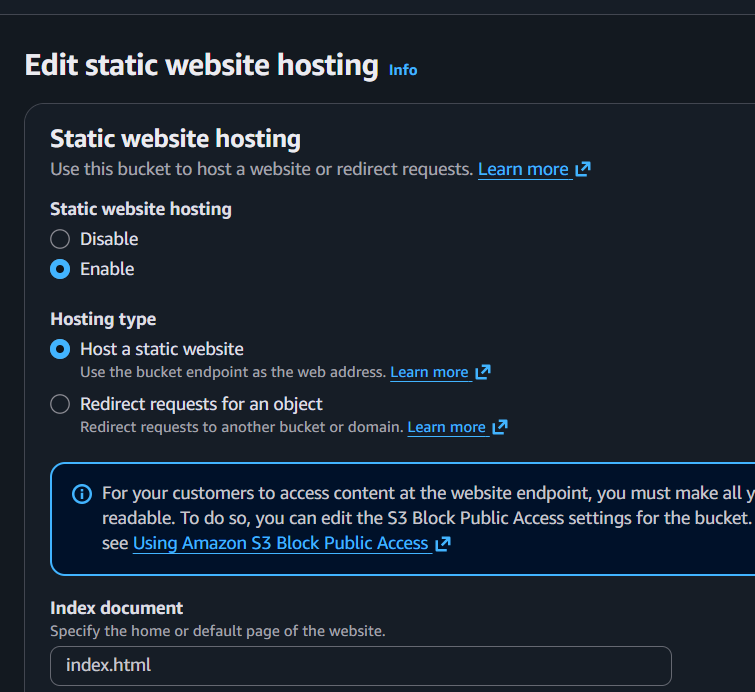 Edit static website hosting Info
Static website hosting
Use this bucket to host a website or redirect requests. Learn more
Static website hosting
Disable
Enable
Hosting type
Host a static website
Use the bucket endpoint as the web address. Learn more
Redirect requests for an object
Redirect requests to another bucket or domain. Learn more
For your customers to access content at the website endpoint, you must make all
readable. To do so, you can edit the S3 Block Public Access settings for the bucket.
see Using Amazon S3 Block Public Access
Index document
Specify the home or default page of the website.
index.html